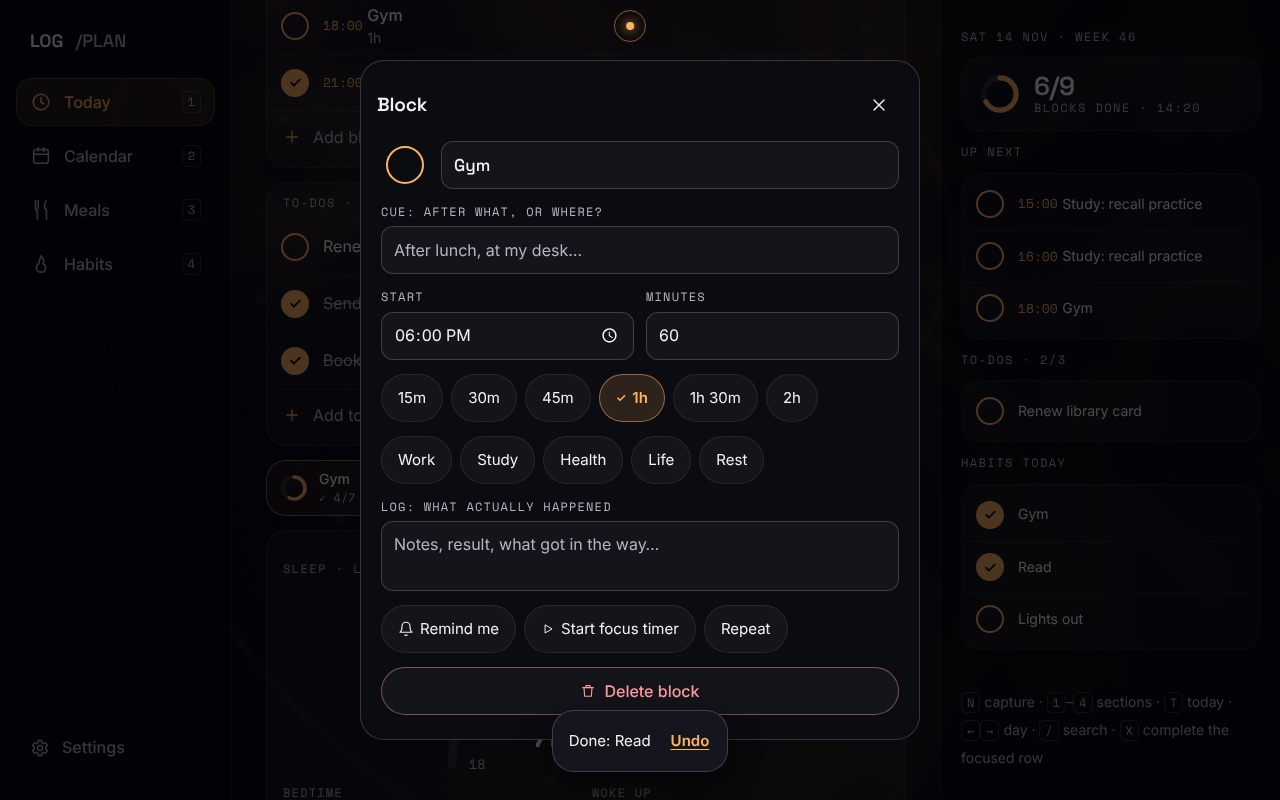 LOG /PLAN
Today 1
Calendar 2
Meals 3
Habits 4
Settings
18:00 Gym
1h
21:00
Add bl
TO-DOS ·
Rene
Send
Book
Add to
Gym
✓ 4/7
SLEEP · L
18
BEDTIME
WOKE UP
Block
Gym
CUE: AFTER WHAT, OR WHERE?
After lunch, at my desk…
START MINUTES
06:00 PM 60
15m 30m 45m ✓ 1h 1h 30m 2h
Work Study Health Life Rest
LOG: WHAT ACTUALLY HAPPENED
Notes, result, what got in the way…
Remind me Start focus timer Repeat
Delete block
Done: Read Undo
SAT 14 NOV · WEEK 46
6/9
BLOCKS DONE · 14:20
UP NEXT
15:00 Study: recall practice
16:00 Study: recall practice
18:00 Gym
TO-DOS · 2/3
Renew library card
HABITS TODAY
Gym
Read
Lights out
N capture · 1–4 sections · T today ·
← → day · / search · X complete the
focused row